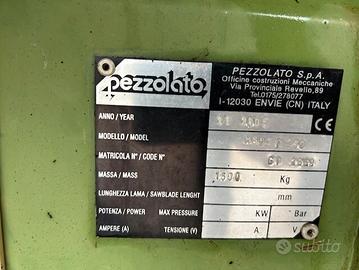 pezzolato
PEZZOLATO S.p.A.
Officine costruzioni Meccaniche
Via Provinciale Revello,89
Tel.0175/278077
I-12030 ENVIE (CN) ITALY
ANNO / YEAR
CE
MODELLO / MODEL
MATRICOLA N° / CODE N°
MASSA / MASS 1300 Kg
LUNGHEZZA LAMA / SAWBLADE LENGHT mm
POTENZA / POWER MAX PRESSURE KW Bar
AMPERE (A) TENSIONE (V) A V
subito